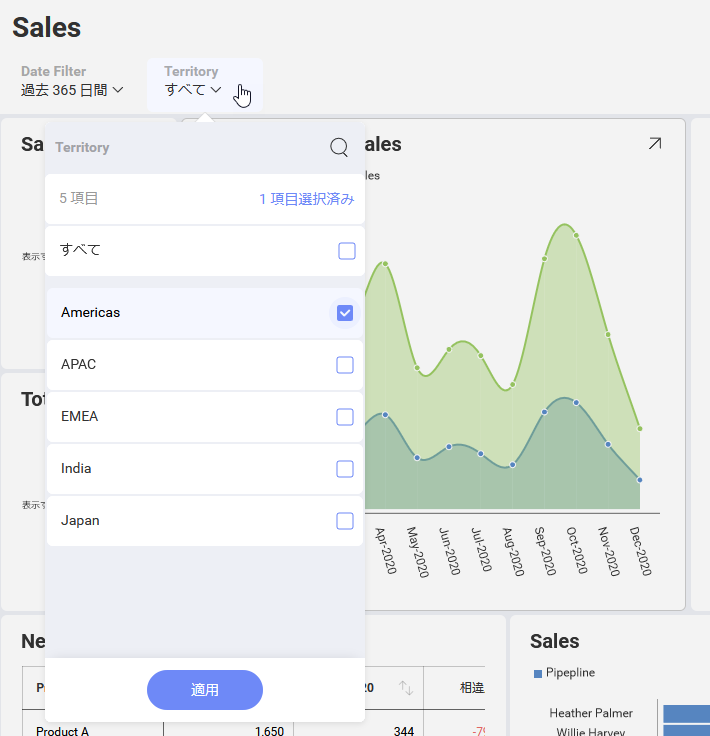 Sales
Date Filter
過去 365 日間
Territory
すべて
Sa
ales
les
Territory
5 項目
1 項目選択済み
すべて
表示す
Americas
APAC
EMEA
India
Japan
Tot
表示す
Apr-2020
May-2020
Jun-2020
Jul-2020
Aug-2020
Sep-2020
Oct-2020
Nov-2020
Dec-2020
適用
Ne
20
相違
Product A
1,650
344
Sales
Pipepline
Heather Palmer
Willie Harvey